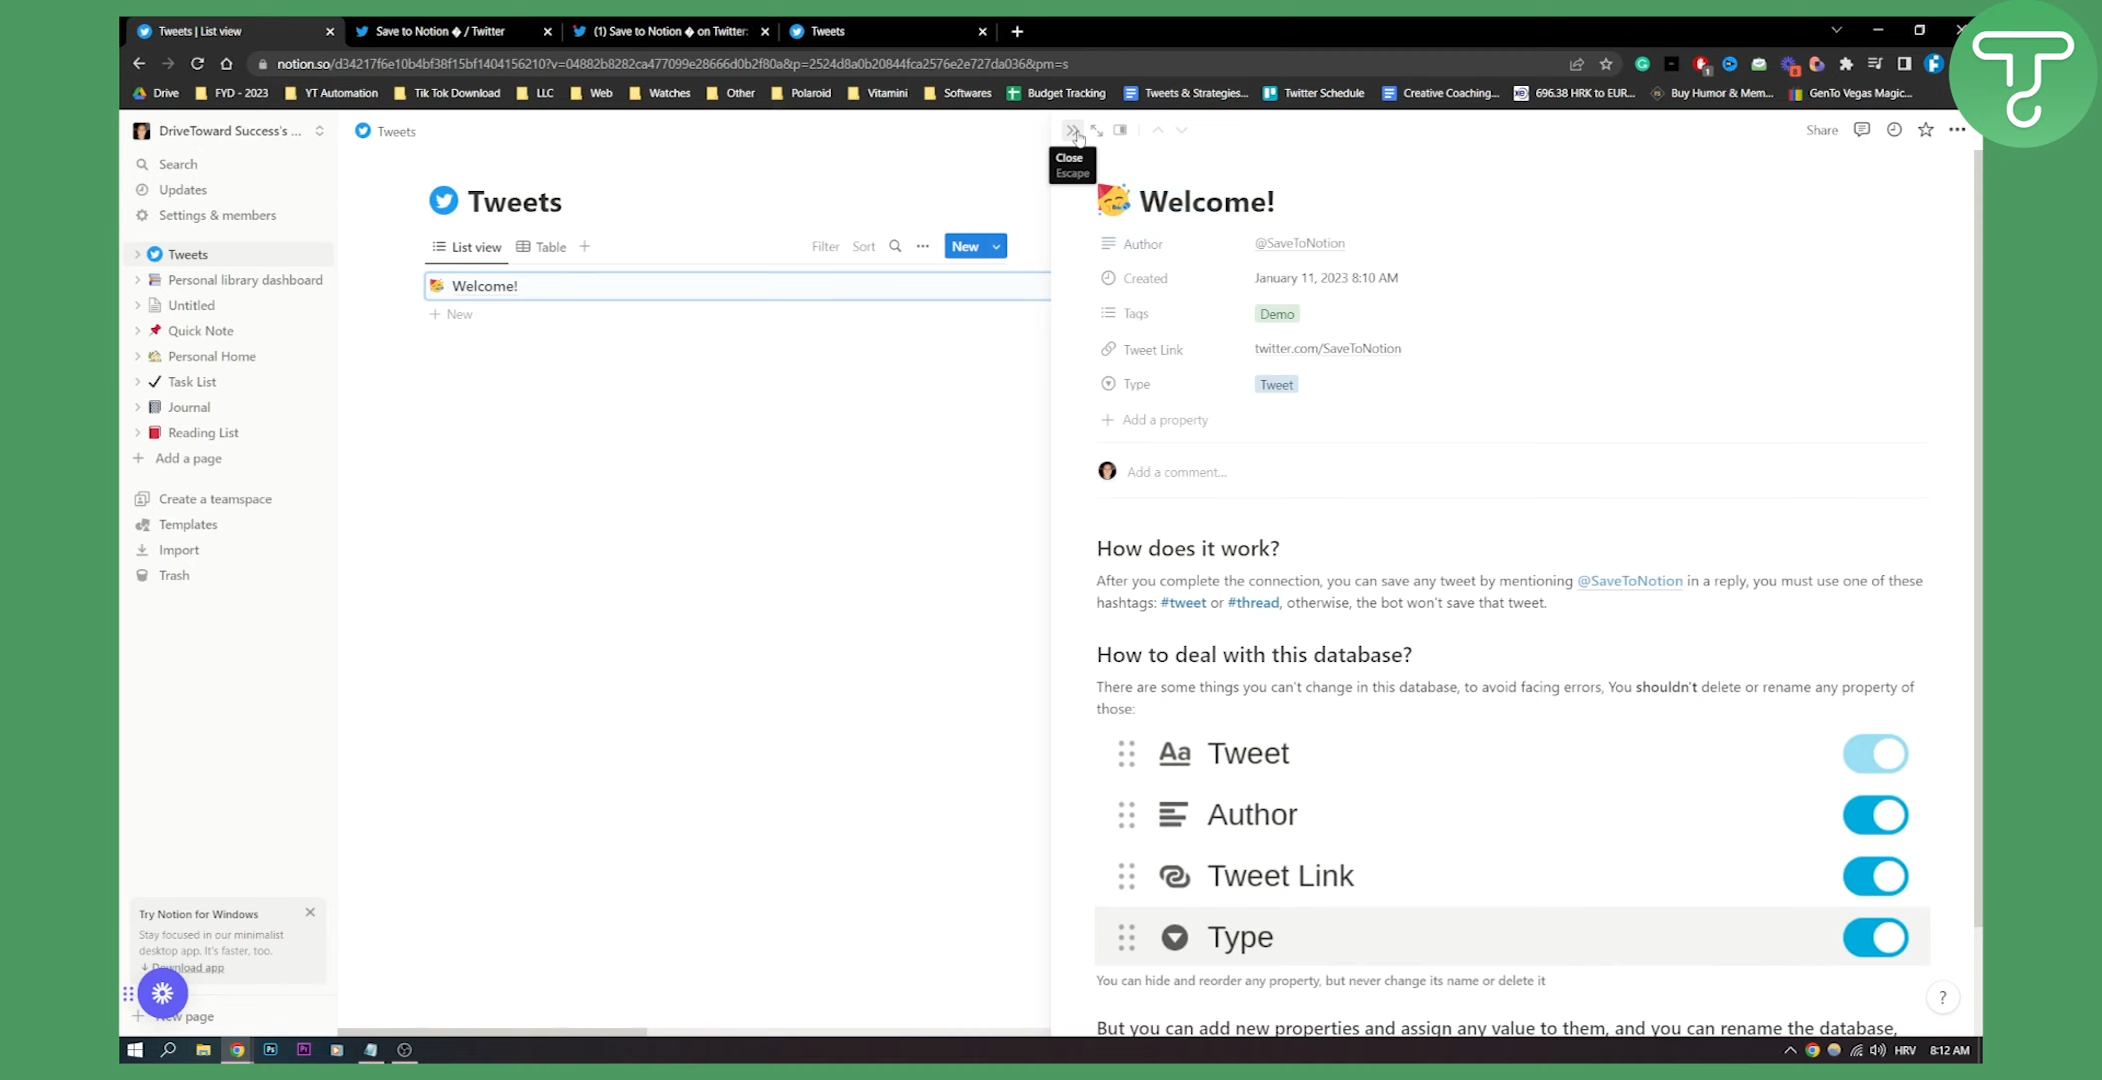 Tweets | List view
Save to Notion � / Twitter
(1) Save to Notion � on Twitter:
Tweets
notion.so/d34217f6e10b4bf38f15bf1404156210?v=04882b8282ca477099e28666d0b2f80a&p=2524d8a0b20844fca2576e2e727da036&pm=s
Drive
FYD - 2023
YT Automation
Tik Tok Download
LLC
Web
Watches
Other
Polaroid
Vitamini
Softwares
Budget Tracking
Tweets & Strategies...
Twitter Schedule
Creative Coaching...
696.38 HRK to EUR...
Buy Humor & Mem...
GenTo Vegas Magic...
DriveToward Success's ...
Search
Updates
Settings & members
Tweets
Personal library dashboard
Untitled
Quick Note
Personal Home
Task List
Journal
Reading List
Add a page
Create a teamspace
Templates
Import
Trash
Try Notion for Windows
Stay focused in our minimalist
desktop app. It's faster, too.
Download app
New page
Tweets
Tweets
List view
Table
Filter
Sort
New
Welcome!
New
Close
Escape
Share
Welcome!
Author @SaveToNotion
Created January 11, 2023 8:10 AM
Tags Demo
Tweet Link twitter.com/SaveToNotion
Type Tweet
Add a property
Add a comment...
How does it work?
After you complete the connection, you can save any tweet by mentioning @SaveToNotion in a reply, you must use one of these
hashtags: #tweet or #thread, otherwise, the bot won't save that tweet.
How to deal with this database?
There are some things you can't change in this database, to avoid facing errors, You shouldn't delete or rename any property of
those:
Aa Tweet
Author
Tweet Link
Type
You can hide and reorder any property, but never change its name or delete it
But you can add new properties and assign any value to them, and you can rename the database,
?
Ps
Pr
HRV
8:12 AM